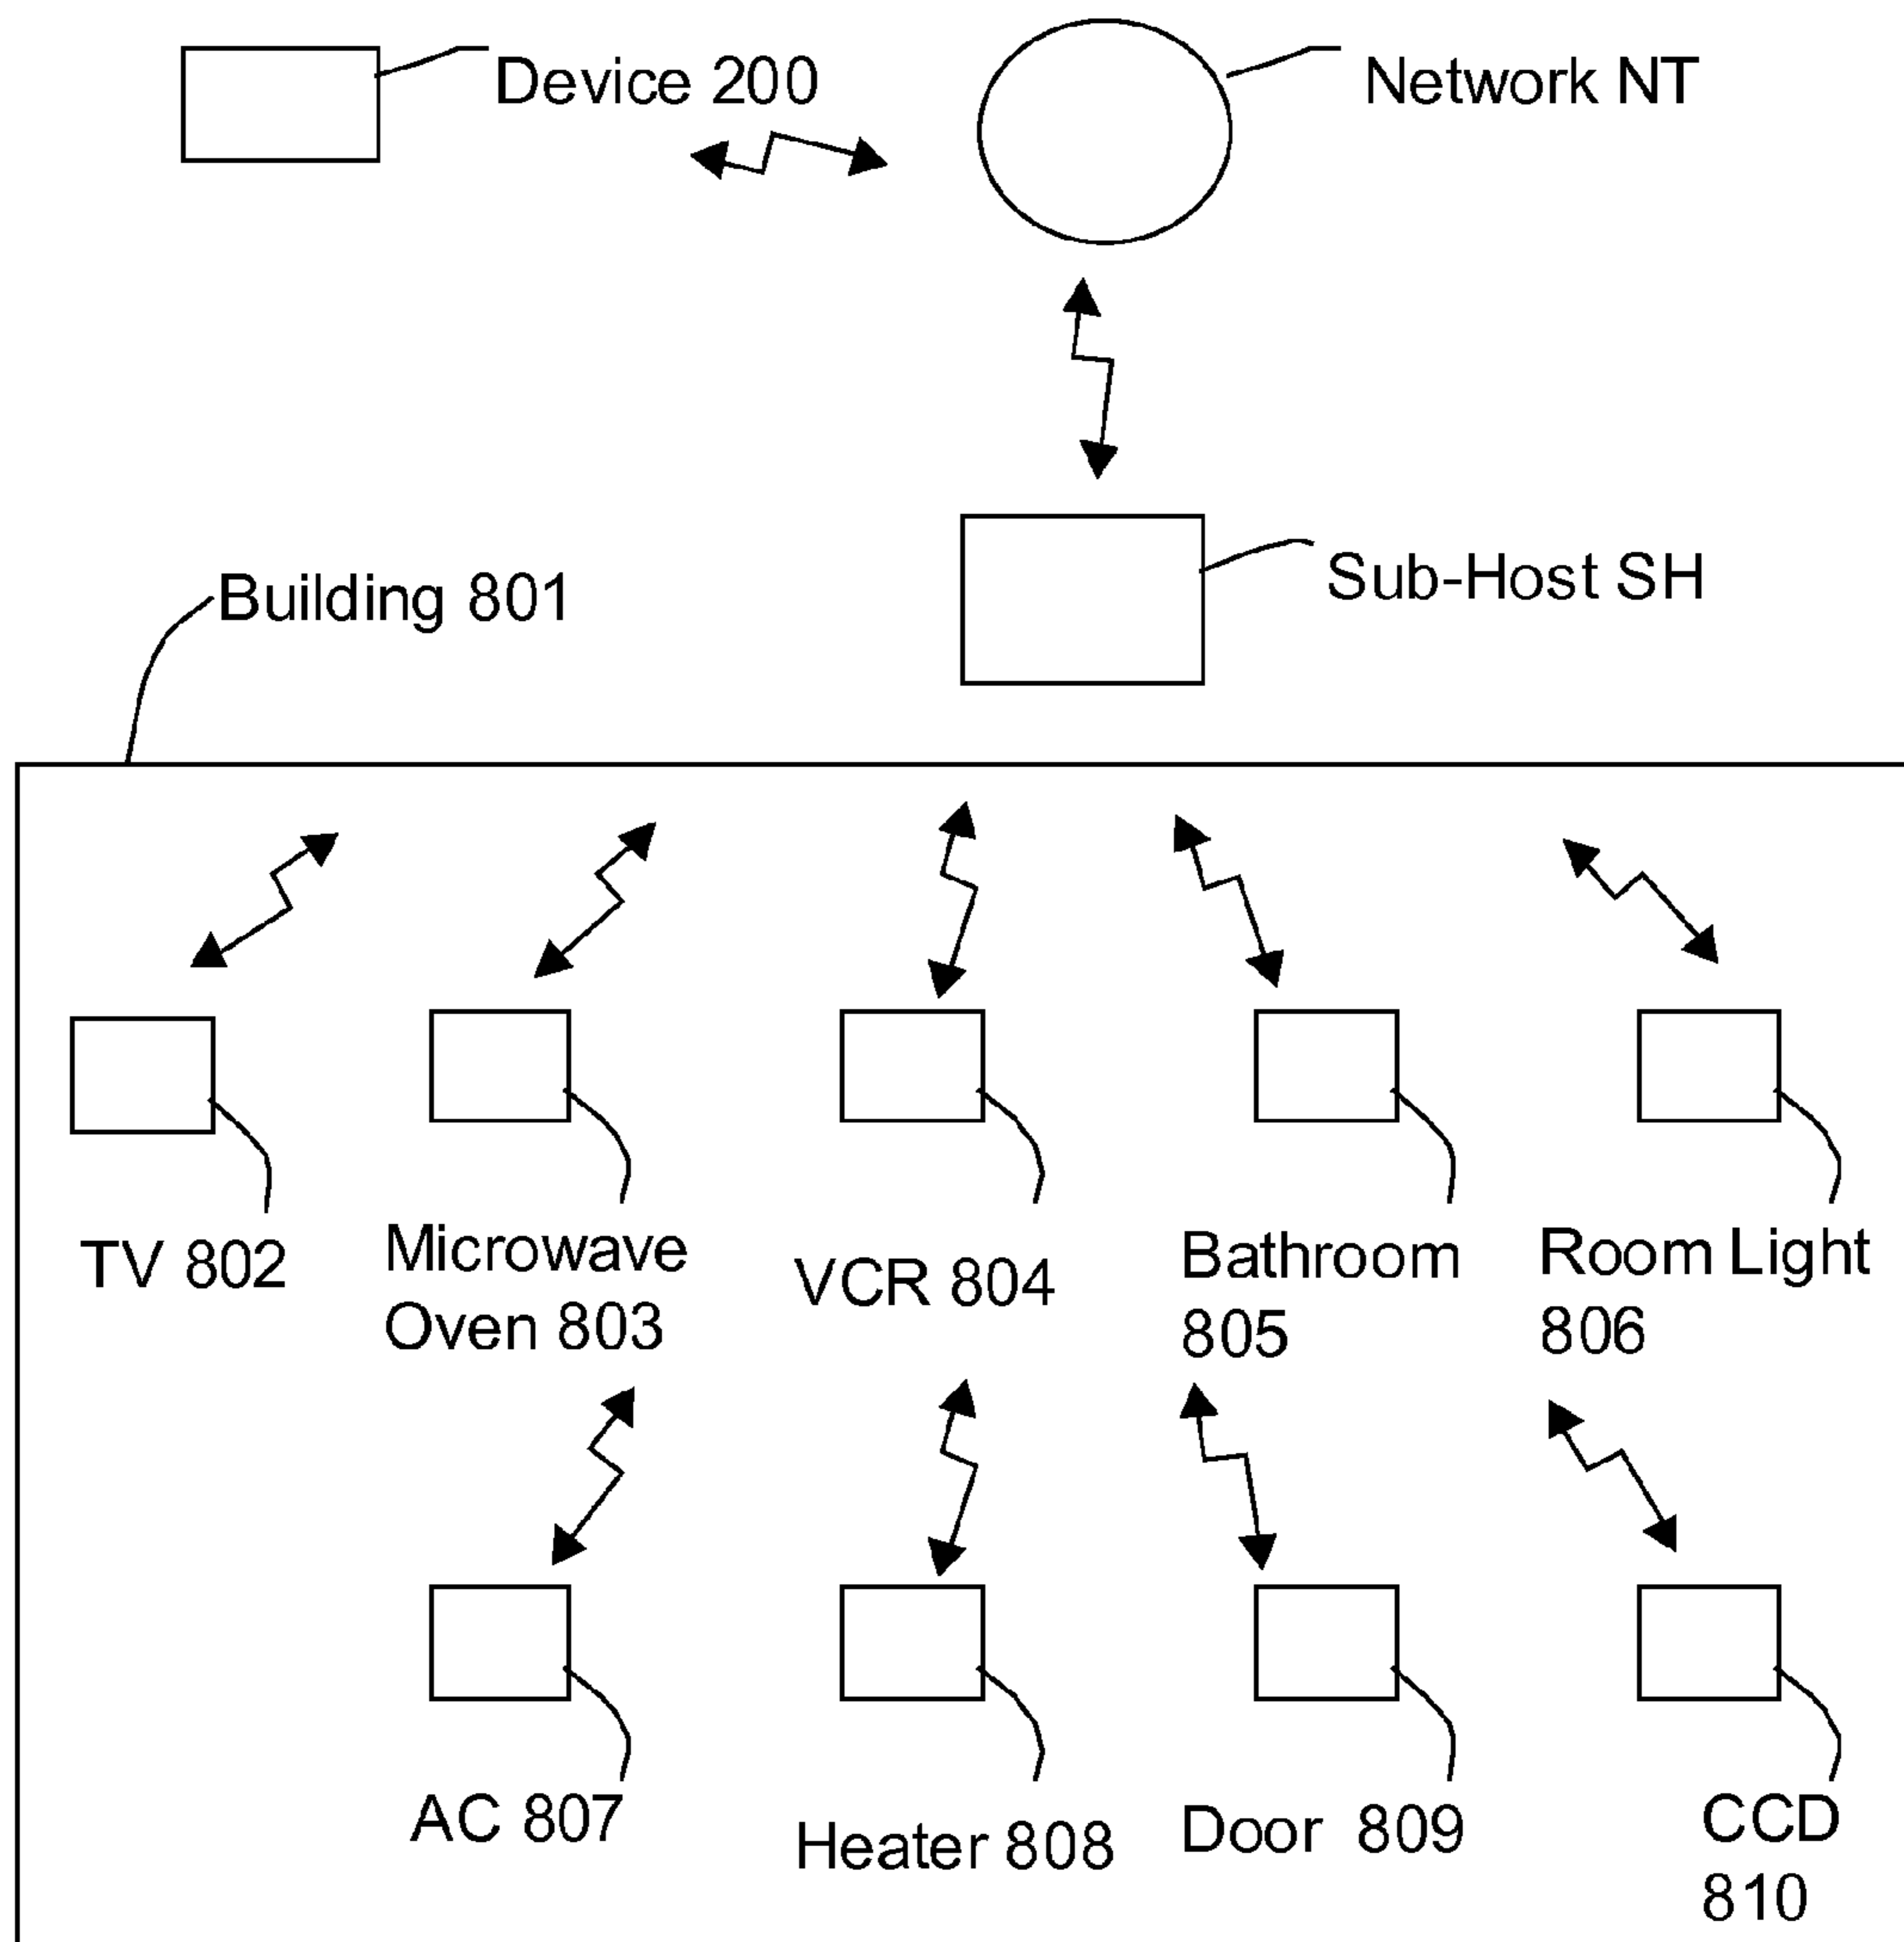 Device 200
Network NT
Sub-Host SH
Building 801
TV 802
Microwave
Oven 803
VCR 804
Bathroom
805
Room Light
806
AC 807
Heater 808
Door 809
CCD
810